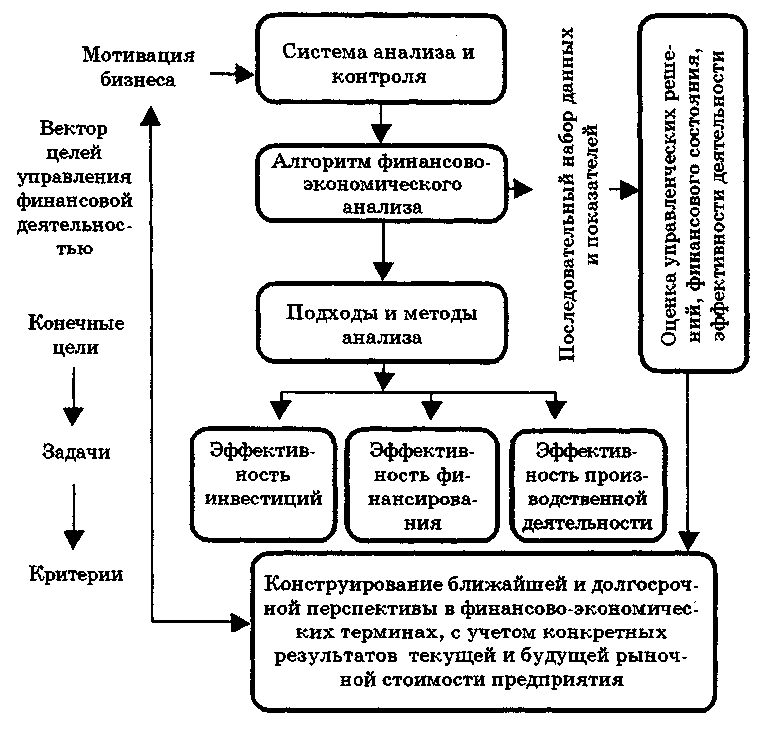 Мотивация
бизнеса
Система анализа и
контроля
Вектор
целей
управления
финансовой
деятельнос-
тью
Алгоритм финансово-
экономического
анализа
Последовательный набор данных
и показателей
Оценка управленческих реше-
ний, финансового состояния,
эффективности деятельности
Подходы и методы
анализа
Конечные
цели
Задачи
Критерии
Эффектив-
ность
инвестиций
Эффектив-
ность фи-
нансирова-
ния
Эффектив-
ность произ-
водственной
деятельности
Конструирование ближайшей и долгосроч-
ной перспективы в финансово-экономичес-
ких терминах, с учетом конкретных
результатов текущей и будущей рыноч-
ной стоимости предприятия